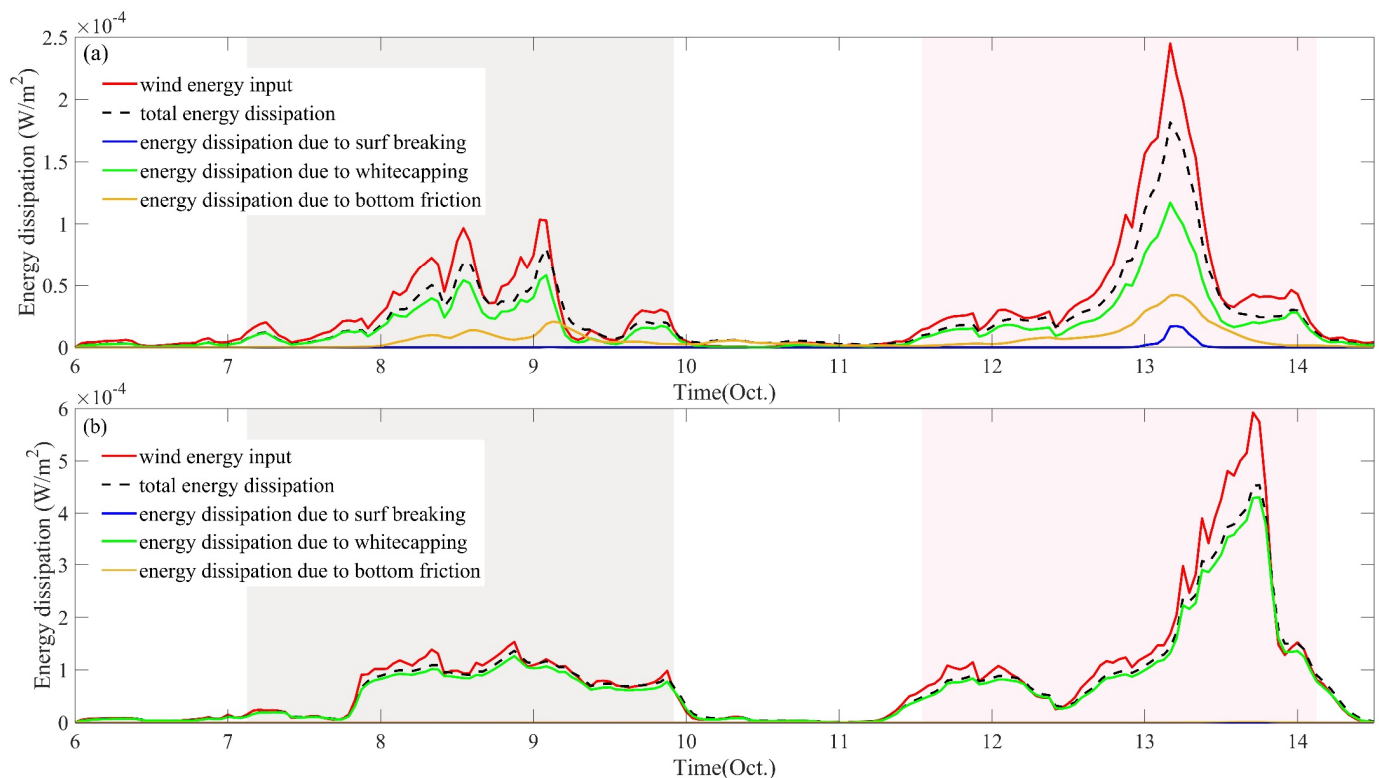 ×10-4
(a)
Energy dissipation (W/m2)
2.5
2
1.5
1
0.5
0
wind energy input
total energy dissipation
energy dissipation due to surf breaking
energy dissipation due to whitecapping
energy dissipation due to bottom friction
6 7 8 9 10 11 12 13 14
Time(Oct.)
×10-4
(b)
Energy dissipation (W/m2)
6
5
4
3
2
1
0
wind energy input
total energy dissipation
energy dissipation due to surf breaking
energy dissipation due to whitecapping
energy dissipation due to bottom friction
6 7 8 9 10 11 12 13 14
Time(Oct.)